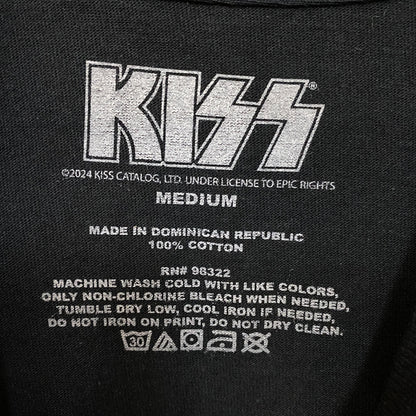 KISS®
©2024 KISS CATALOG, LTD. UNDER LICENSE TO EPIC RIGHTS
MEDIUM
MADE IN DOMINICAN REPUBLIC
100% COTTON
RN# 98322
MACHINE WASH COLD WITH LIKE COLORS,
ONLY NON-CHLORINE BLEACH WHEN NEEDED,
TUMBLE DRY LOW, COOL IRON IF NEEDED,
DO NOT IRON ON PRINT, DO NOT DRY CLEAN.
30